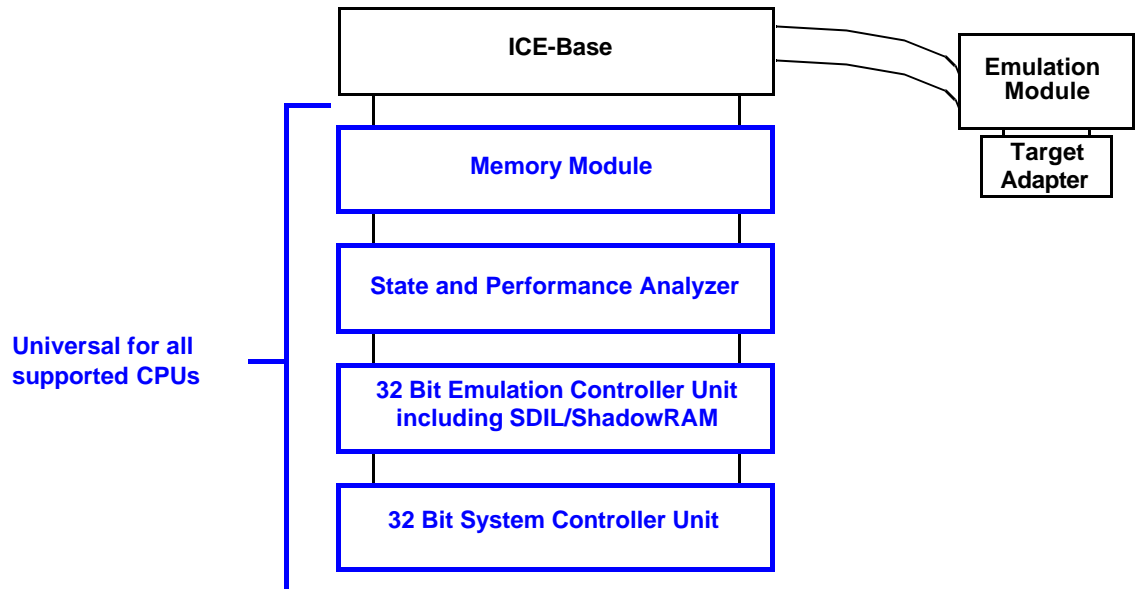 ICE-Base
Emulation
Module
Target
Adapter
Memory Module
State and Performance Analyzer
Universal for all
supported CPUs
32 Bit Emulation Controller Unit
including SDIL/ShadowRAM
32 Bit System Controller Unit